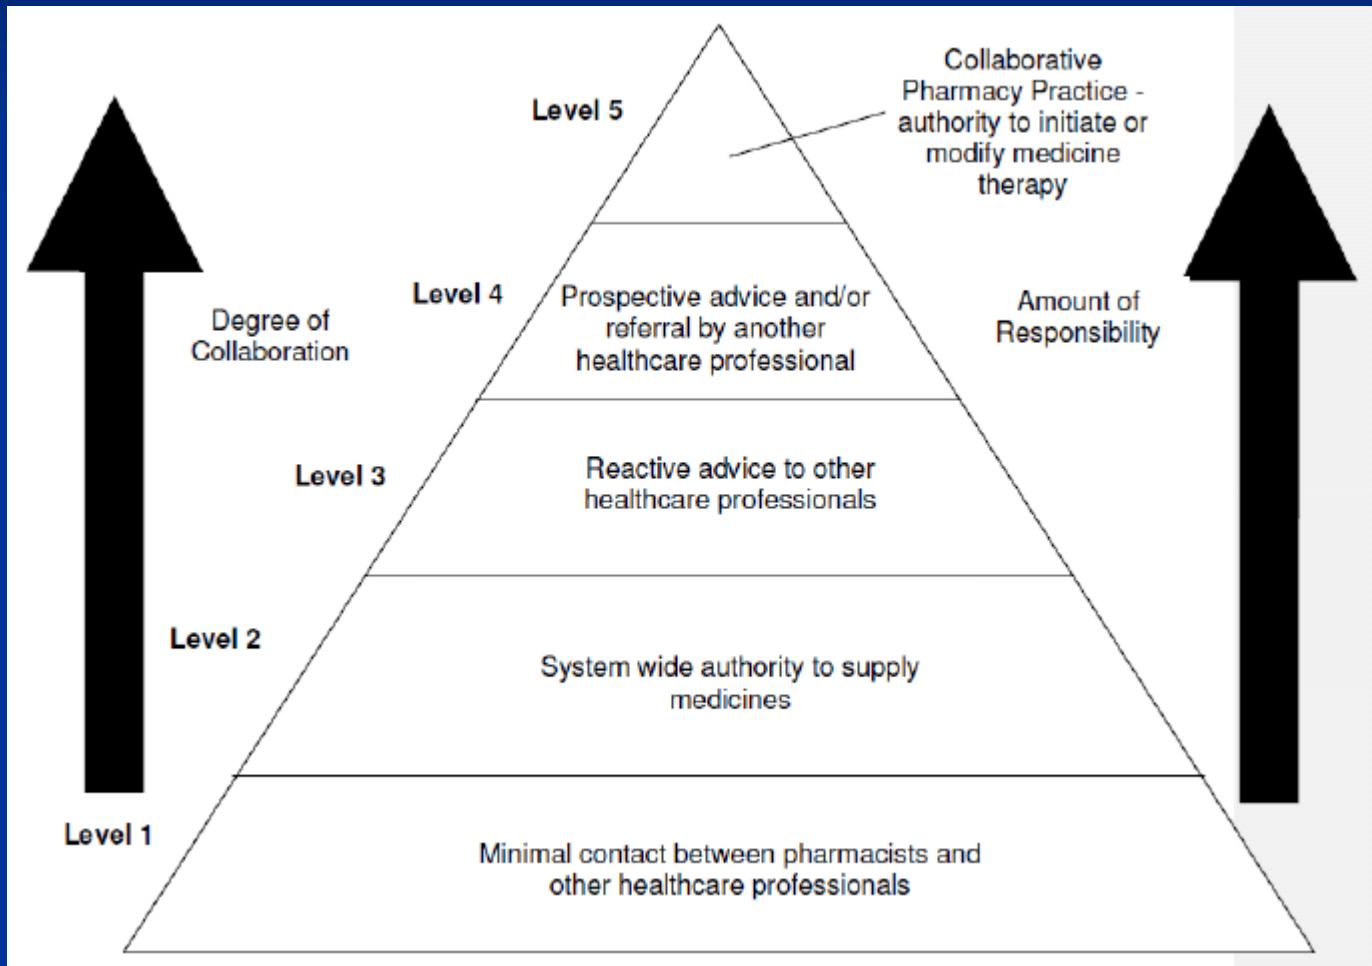 Collaborative
Pharmacy Practice -
authority to initiate or
modify medicine
therapy
Level 5
Level 4
Prospective advice and/or
referral by another
healthcare professional
Degree of
Collaboration
Amount of
Responsibility
Level 3
Reactive advice to other
healthcare professionals
Level 2
System wide authority to supply
medicines
Level 1
Minimal contact between pharmacists and
other healthcare professionals